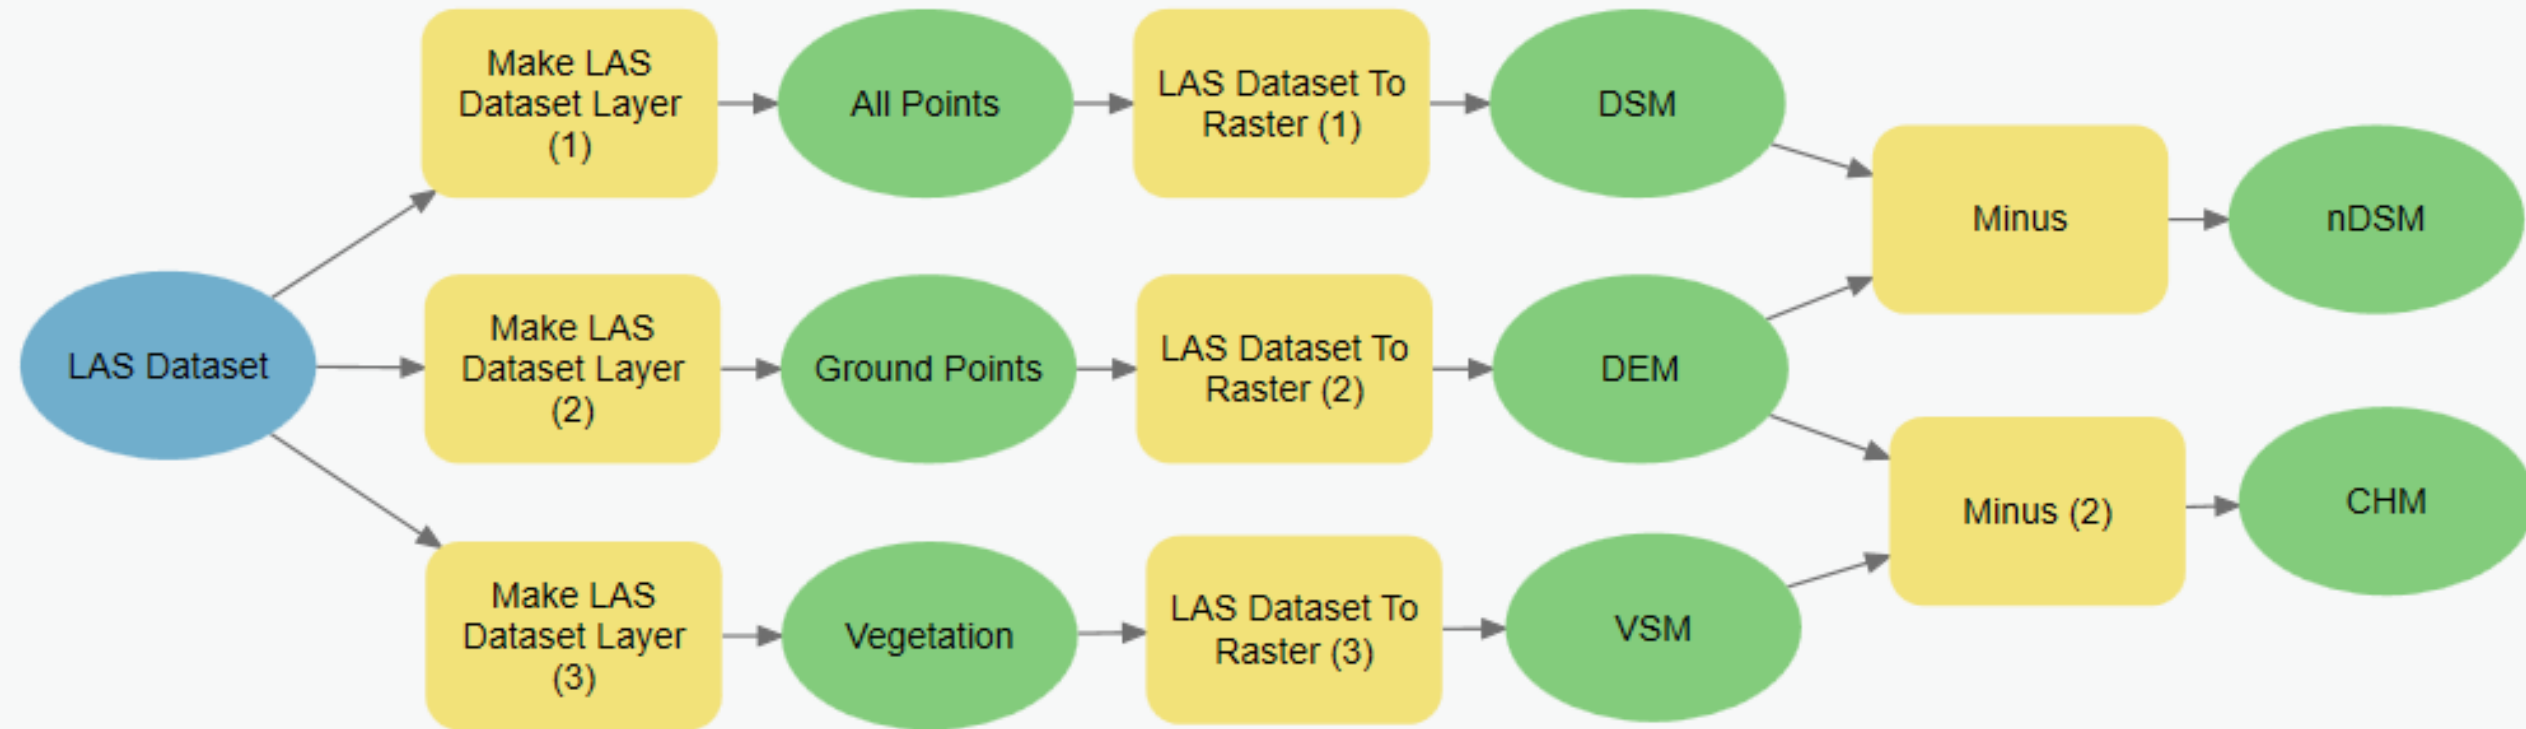 Make LAS
Dataset Layer
(1)
All Points
LAS Dataset To
Raster (1)
DSM
Minus
nDSM
LAS Dataset
Make LAS
Dataset Layer
(2)
Ground Points
LAS Dataset To
Raster (2)
DEM
Minus (2)
CHM
Make LAS
Dataset Layer
(3)
Vegetation
LAS Dataset To
Raster (3)
VSM